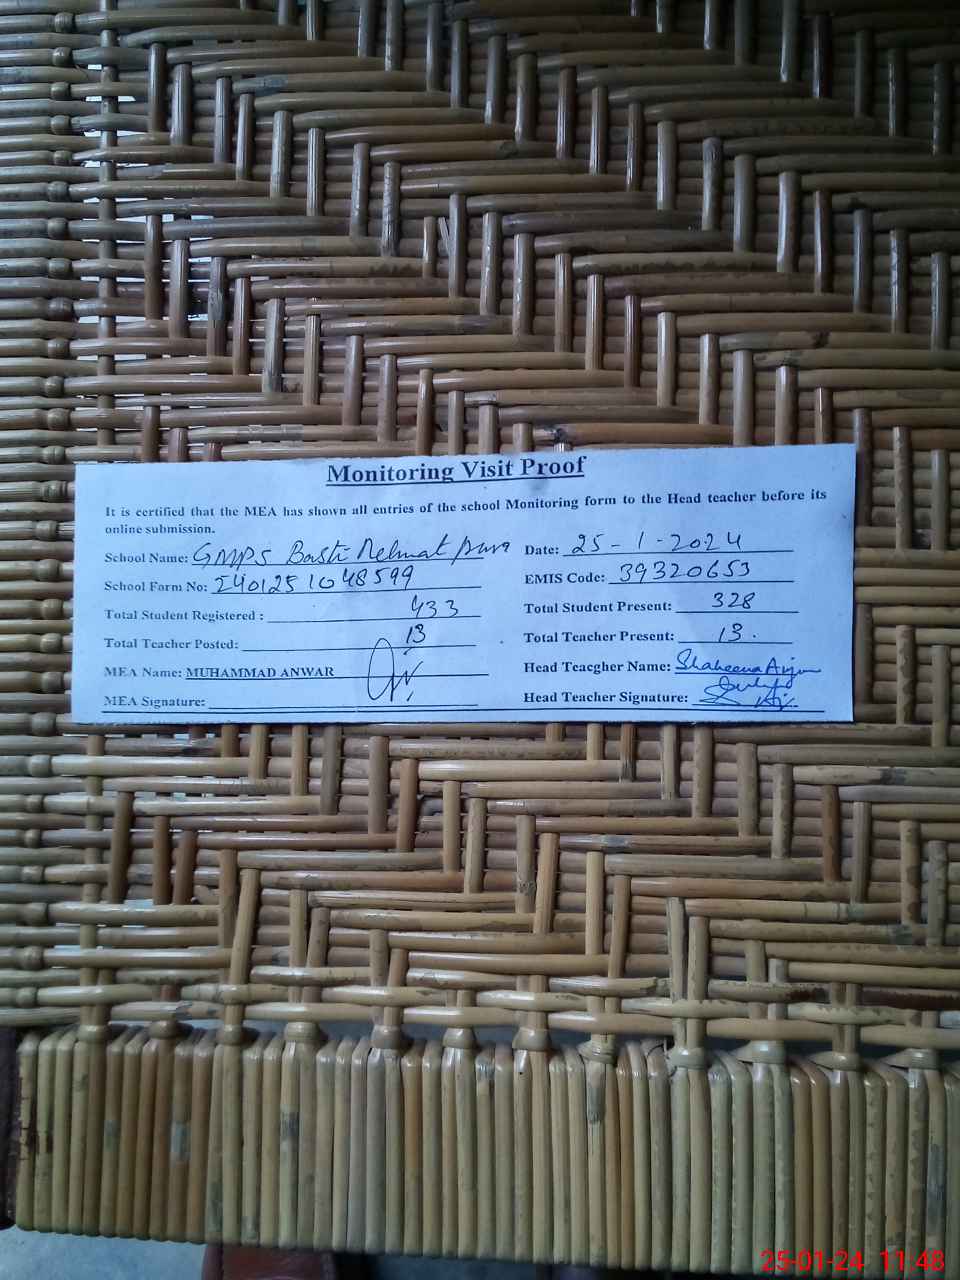 Monitoring Visit Proof
It is certified that the MEA has shown all entries of the school Monitoring form to the Head teacher before its
online submission.
School Name: GMPS Basti Rehmat pura Date: 25-1-2024
School Form No: 2401251048599 EMIS Code: 39320653
Total Student Registered : 433 Total Student Present: 328
Total Teacher Posted: 13 Total Teacher Present: 13.
MEA Name: MUHAMMAD ANWAR Head Teacgher Name: Shaheena Anjum
MEA Signature: Head Teacher Signature:
25-01-24 11:48